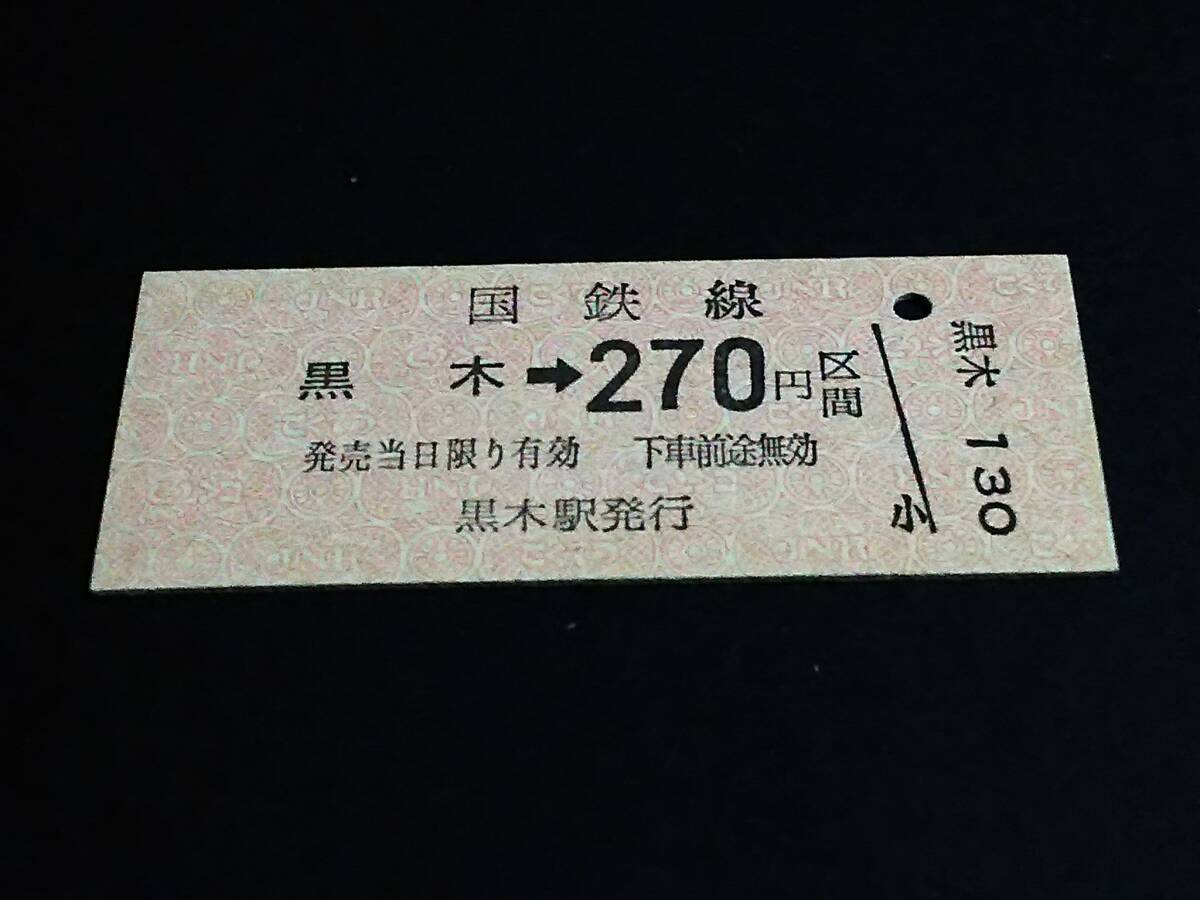 国鉄線
黒木➡270円区間
発売当日限り有効 下車前途無効
黒木駅発行
小
黒木 130